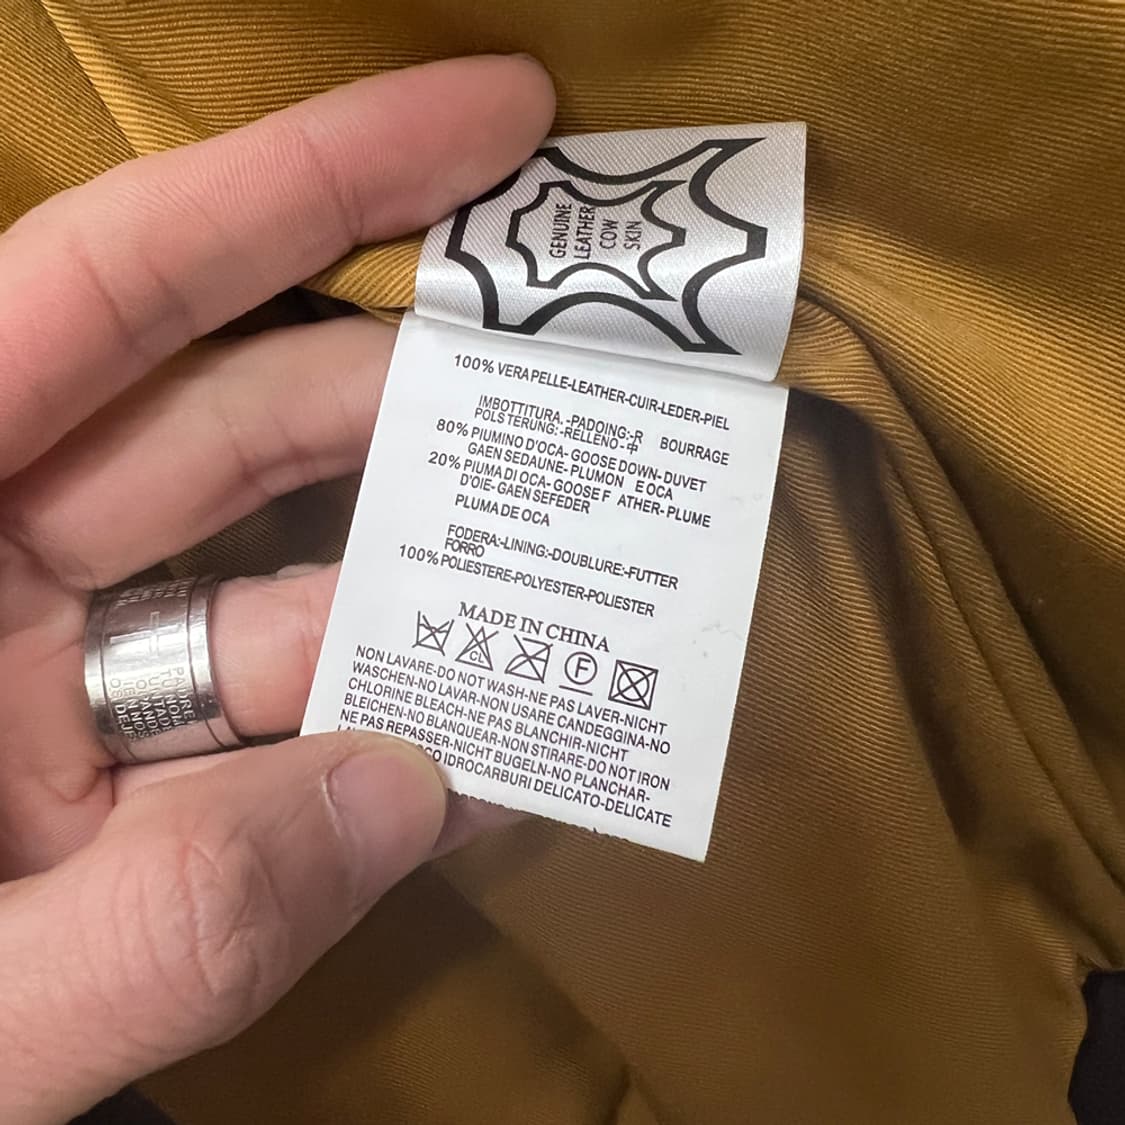 GENUINE
LEATHER
COW
SKIN
100% VERA PELLE-LEATHER-CUIR-LEDER-PIEL
IMBOTTITURA.-PADOING:-R BOURRAGE
POLSTERUNG:-RELLENO-中
80% PIUMINO D'OCA- GOOSE DOWN- DUVET
GAEN SEDAUNE- PLUMON E OCA
20% PIUMA DI OCA- GOOSE F ATHER- PLUME
D'OIE- GAEN SEFEDER
PLUMA DE OCA
FODERA:-LINING:-DOUBLURE:-FUTTER
FORRO
100% POLIESTERE-POLYESTER-POLIESTER
MADE IN CHINA
CL
F
NON LAVARE-DO NOT WASH-NE PAS LAVER-NICHT
WASCHEN-NO LAVAR-NON USARE CANDEGGINA-NO
CHLORINE BLEACH-NE PAS BLANCHIR-NICHT
BLEICHEN-NO BLANQUEAR-NON STIRARE-DO NOT IRON
NE PAS REPASSER-NICHT BUGELN-NO PLANCHAR-
IDROCARBURI DELICATO-DELICATE